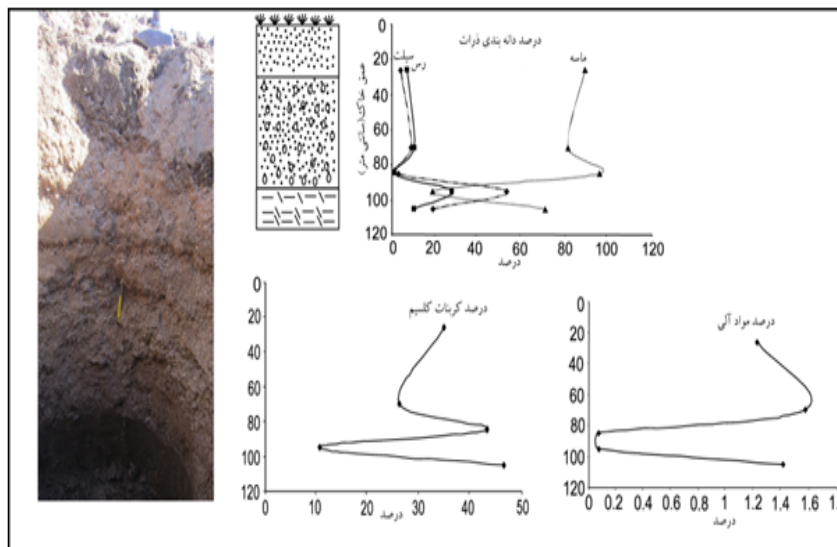 درصد دانه بندی ذرات
سیلت
رس
ماسه
عمق خاک(سانتی متر)
0
20
40
60
80
100
120
0 20 40 60 80 100 120
درصد
درصد کربنات کلسیم
0
20
40
60
80
100
120
0 10 20 30 40 50
درصد
درصد مواد آلی
0
20
40
60
80
100
120
0 0.2 0.4 0.6 0.8 1 1.2 1.4 1.6 1.8
درصد